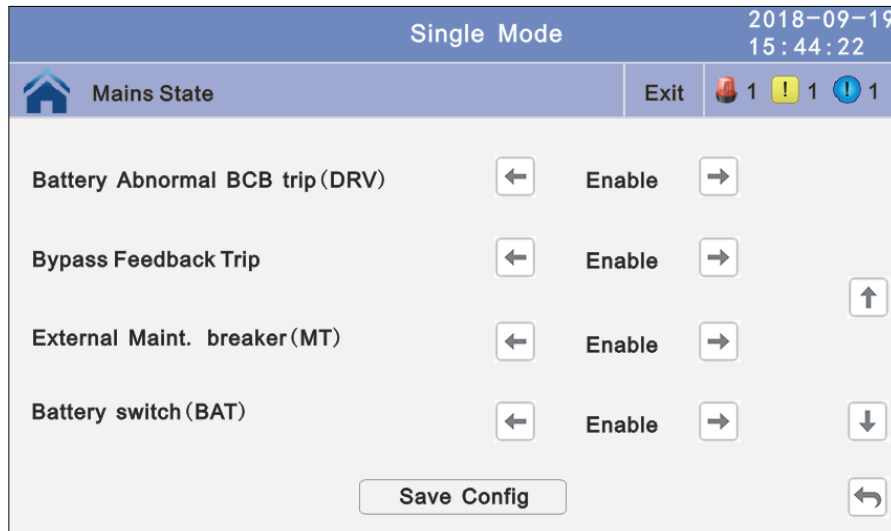 Single Mode
2018-09-19
15:44:22
Mains State
Exit
1
! 1
! 1
Battery Abnormal BCB trip(DRV)
Enable
Bypass Feedback Trip
Enable
External Maint. breaker(MT)
Enable
Battery switch(BAT)
Enable
Save Config